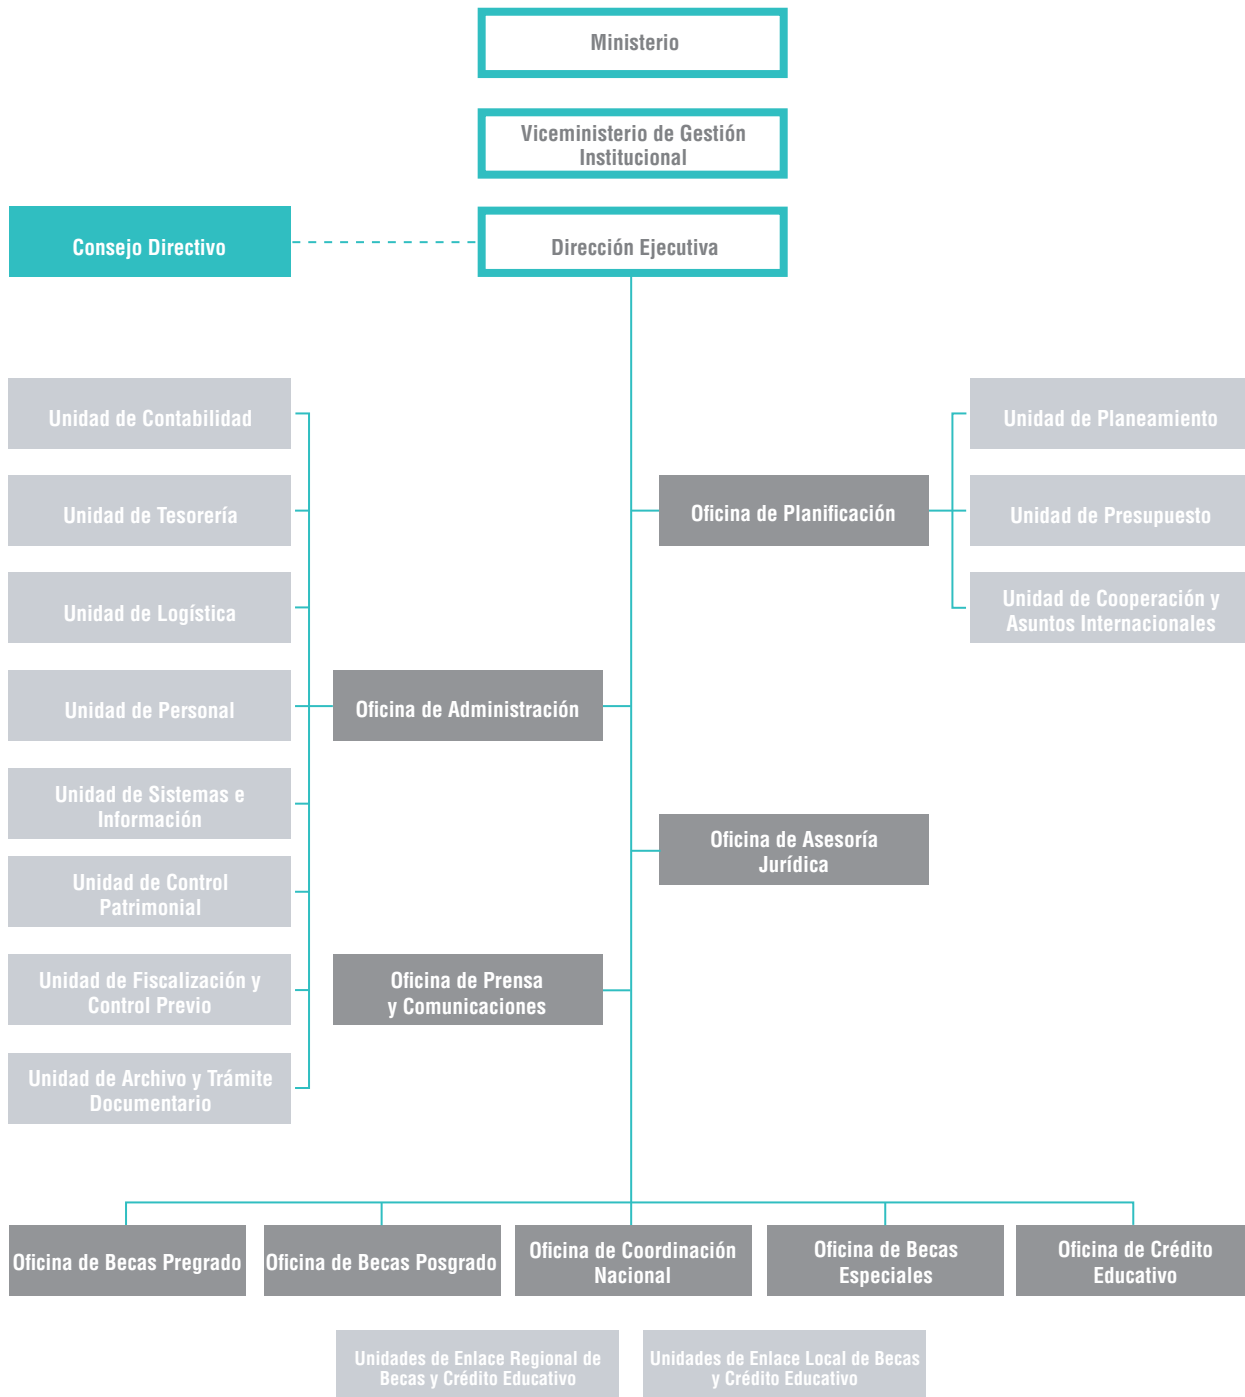 Ministerio
Viceministerio de Gestión
Institucional
Consejo Directivo
Dirección Ejecutiva
Unidad de Contabilidad
Unidad de Planeamiento
Unidad de Tesorería
Oficina de Planificación
Unidad de Presupuesto
Unidad de Logística
Unidad de Cooperación y
Asuntos Internacionales
Unidad de Personal
Oficina de Administración
Unidad de Sistemas e
Información
Oficina de Asesoría
Jurídica
Unidad de Control
Patrimonial
Unidad de Fiscalización y
Control Previo
Oficina de Prensa
y Comunicaciones
Unidad de Archivo y Trámite
Documentario
Oficina de Becas Pregrado
Oficina de Becas Posgrado
Oficina de Coordinación
Nacional
Oficina de Becas
Especiales
Oficina de Crédito
Educativo
Unidades de Enlace Regional de
Becas y Crédito Educativo
Unidades de Enlace Local de Becas
y Crédito Educativo